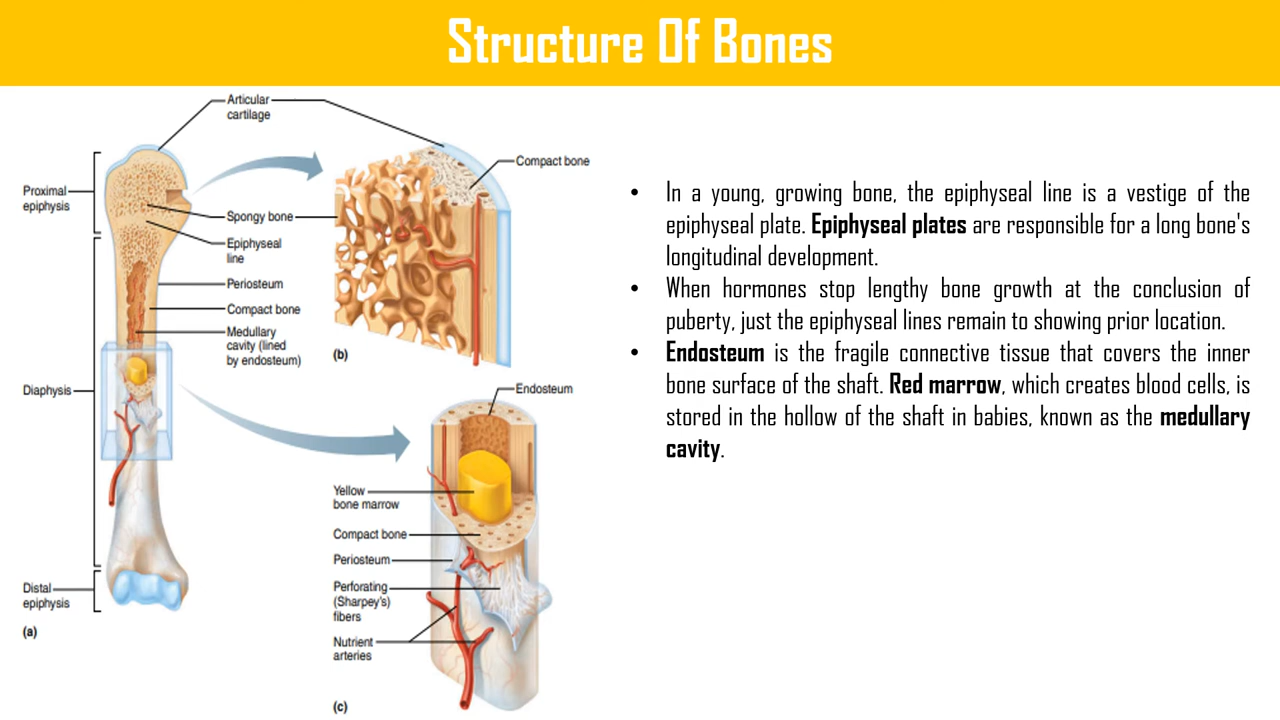 Structure Of Bones
Articular
cartilage
Compact bone
Proximal
epiphysis
Spongy bone
Epiphyseal
line
Periosteum
Compact bone
Medullary
cavity (lined
by endosteum)
(b)
Diaphysis
Endosteum
Yellow
bone marrow
Compact bone
Periosteum
Perforating
(Sharpey's)
fibers
Nutrient
arteries
Distal
epiphysis
(a)
(c)
• In a young, growing bone, the epiphyseal line is a vestige of the
epiphyseal plate. Epiphyseal plates are responsible for a long bone's
longitudinal development.
• When hormones stop lengthy bone growth at the conclusion of
puberty, just the epiphyseal lines remain to showing prior location.
• Endosteum is the fragile connective tissue that covers the inner
bone surface of the shaft. Red marrow, which creates blood cells, is
stored in the hollow of the shaft in babies, known as the medullary
cavity.